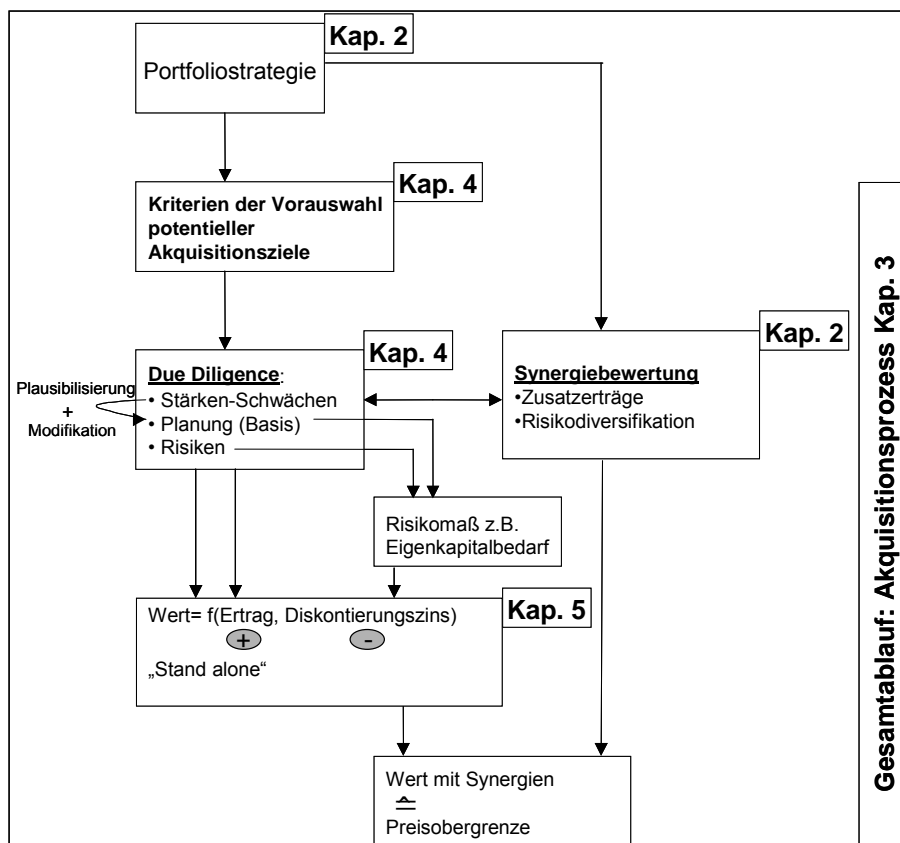 Kap. 2
Portfoliostrategie
Kap. 4
Kriterien der Vorauswahl
potentieller
Akquisitionsziele
Kap. 4
Due Diligence:
• Stärken-Schwächen
• Planung (Basis)
• Risiken
Plausibilisierung
+
Modifikation
Kap. 2
Synergiebewertung
•Zusatzerträge
•Risikodiversifikation
Risikomaß z.B.
Eigenkapitalbedarf
Kap. 5
Wert= f(Ertrag, Diskontierungszins)
+ -
„Stand alone“
Wert mit Synergien
≙
Preisobergrenze
Gesamtablauf: Akquisitionsprozess Kap. 3